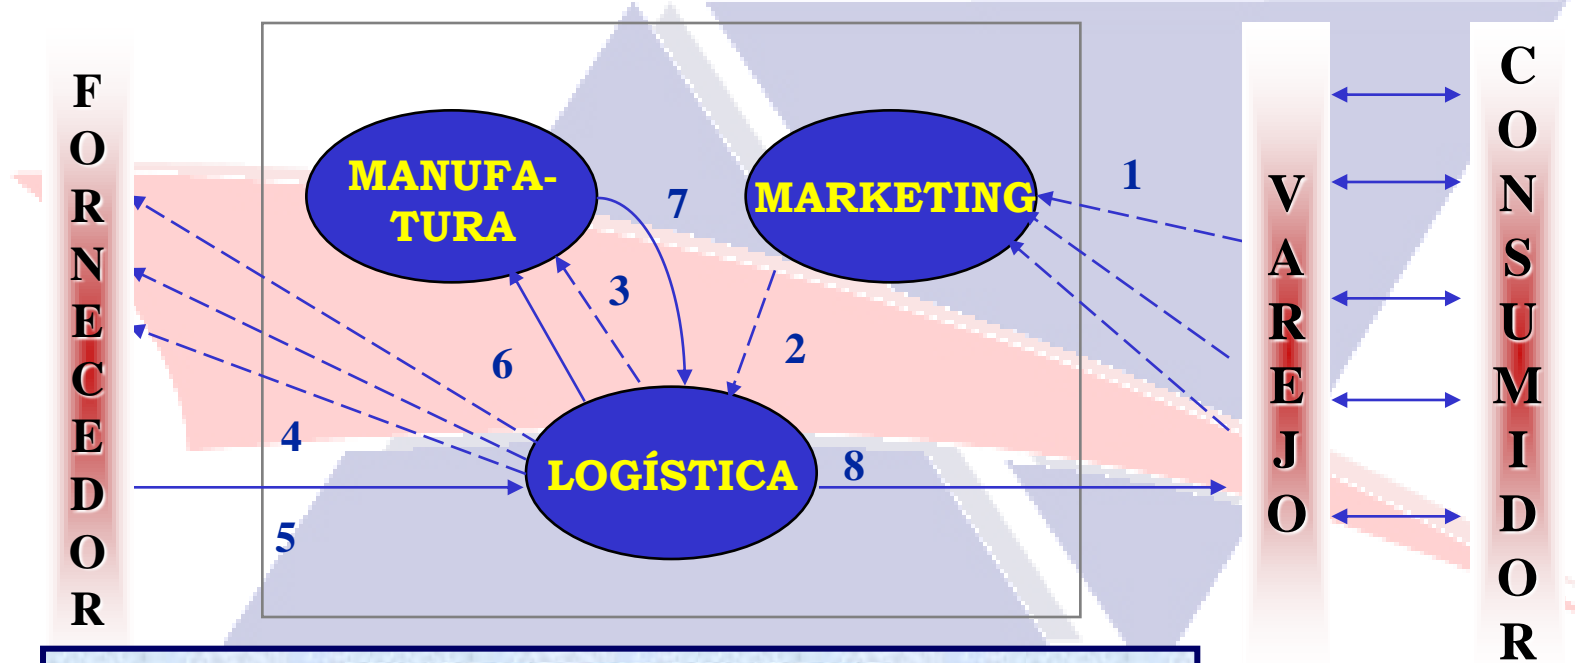 FORNECEDOR
MANUFA-
TURA
MARKETING
LOGÍSTICA
1
2
3
4
5
6
7
8
VAREJO
CONSUMIDOR